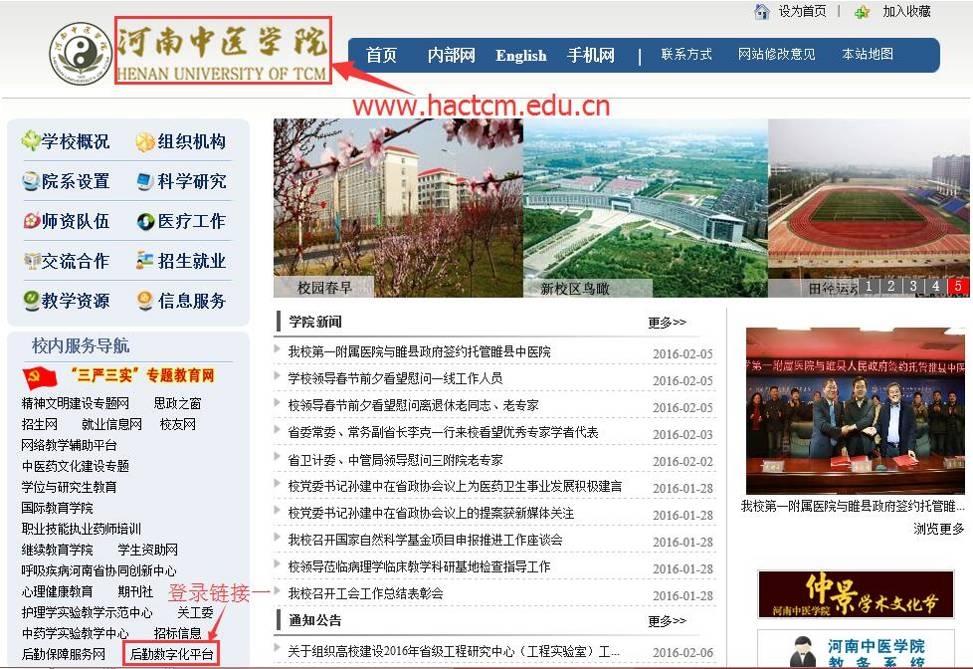 设为首页 | 加入收藏
河南中医学院
HENAN UNIVERSITY OF TCM
首页 内部网 English 手机网 | 联系方式 网站修改意见 本站地图
www.hactcm.edu.cn
学校概况 组织机构
院系设置 科学研究
师资队伍 医疗工作
交流合作 招生就业
教学资源 信息服务
校园春早
新校区鸟瞰
1 2 3 4 5
校内服务导航
“三严三实”专题教育网
精神文明建设专题网 思政之窗
招生网 就业信息网 校友网
网络教学辅助平台
中医药文化建设专题
学位与研究生教育
国际教育学院
职业技能执业药师培训
继续教育学院 学生资助网
呼吸疾病河南省协同创新中心
心理健康教育 期刊社
登录链接一
护理学实验教学示范中心 关工委
中药学实验教学中心 招标信息
后勤保障服务网 后勤数字化平台
学院新闻 更多>>
我校第一附属医院与睢县政府签约托管睢县中医院 2016-02-05
学校领导春节前夕看望慰问一线工作人员 2016-02-05
校领导春节前夕看望慰问离退休老同志、老专家 2016-02-05
省委常委、常务副省长李克一行来校看望优秀专家学者代表 2016-02-03
省卫计委、中管局领导慰问三附院老专家 2016-02-02
校党委书记孙建中在省政协会议上为医药卫生事业发展积极建言 2016-01-28
校党委书记孙建中在省政协会议上的提案获新媒体关注 2016-01-28
我校召开国家自然科学基金项目申报推进工作座谈会 2016-01-28
校领导莅临病理学临床教学科研基地检查指导工作 2016-01-28
我校召开工会工作总结表彰会 2016-01-28
通知公告 更多>>
关于组织高校建设2016年省级工程研究中心（工程实验室）工... 2016-02-06
学第一附属医院与睢县人民政府签约托管睢县中医
我校第一附属医院与睢县政府签约托管睢...
浏览更多
仲景学术文化节
河南中医学院
河南中医学院
教务系统